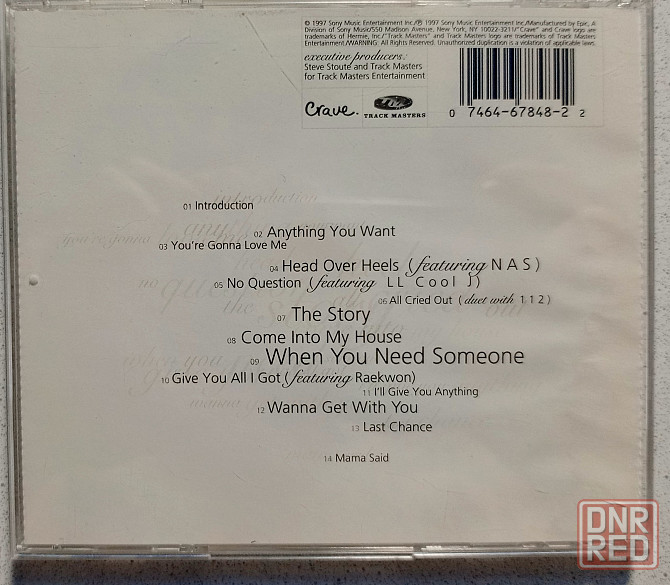 © 1997 Sony Music Entertainment Inc./℗ 1997 Sony Music Entertainment Inc./Manufactured by Epic, A
Division of Sony Music/550 Madison Avenue, New York, NY 10022-3211/"Crave" and Crave logo are
trademarks of Hermie, Inc./"Track Masters" and Track Masters logo are trademarks of Track Masters
Entertainment/WARNING: All Rights Reserved. Unauthorized duplication is a violation of applicable laws.
executive producers:
Steve Stoute and Track Masters
for Track Masters Entertainment
Crave.
TRACK MASTERS
0 7464-67848-2 2
01 Introduction
02 Anything You Want
03 You're Gonna Love Me
04 Head Over Heels (featuring NAS)
05 No Question (featuring LL Cool J)
06 All Cried Out (duet with 112)
07 The Story
08 Come Into My House
09 When You Need Someone
10 Give You All I Got (featuring Raekwon)
11 I'll Give You Anything
12 Wanna Get With You
13 Last Chance
14 Mama Said
DNR
RED